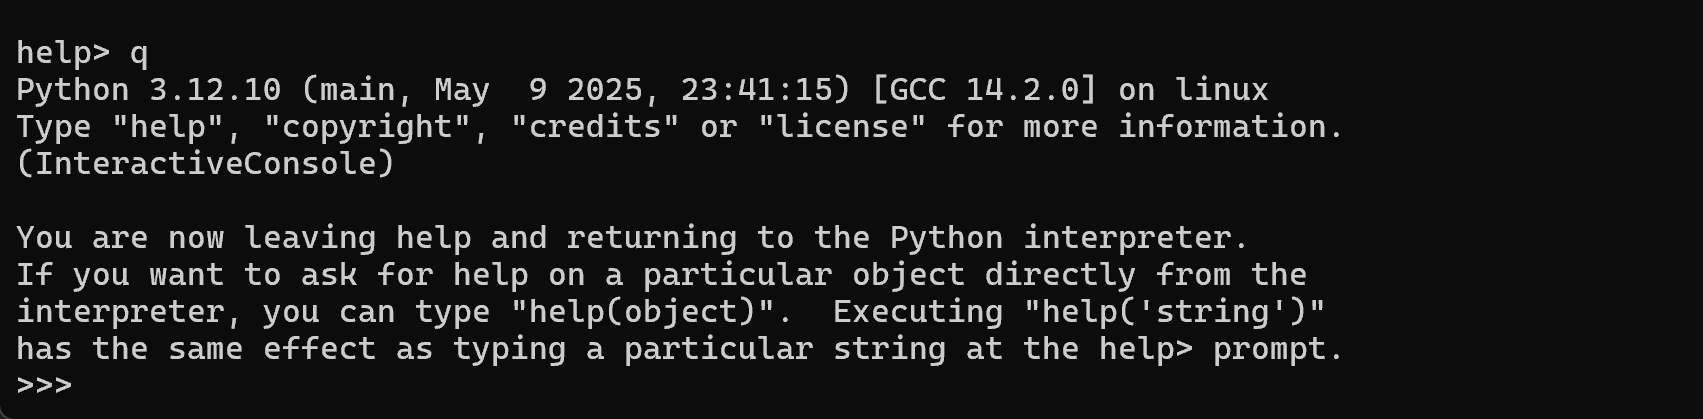 help> q
Python 3.12.10 (main, May  9 2025, 23:41:15) [GCC 14.2.0] on linux
Type "help", "copyright", "credits" or "license" for more information.
(InteractiveConsole)

You are now leaving help and returning to the Python interpreter.
If you want to ask for help on a particular object directly from the
interpreter, you can type "help(object)".  Executing "help('string')"
has the same effect as typing a particular string at the help> prompt.
>>>